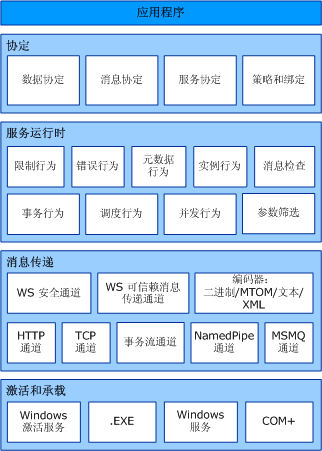 应用程序
协定
数据协定
消息协定
服务协定
策略和绑定
服务运行时
限制行为
错误行为
元数据
行为
实例行为
消息检查
事务行为
调度行为
并发行为
参数筛选
消息传递
WS 安全通道
WS 可信赖消息
传递通道
编码器:
二进制/MTOM/文本/
XML
HTTP
通道
TCP
通道
事务流通道
NamedPipe
通道
MSMQ
通道
激活和承载
Windows
激活服务
.EXE
Windows
服务
COM+